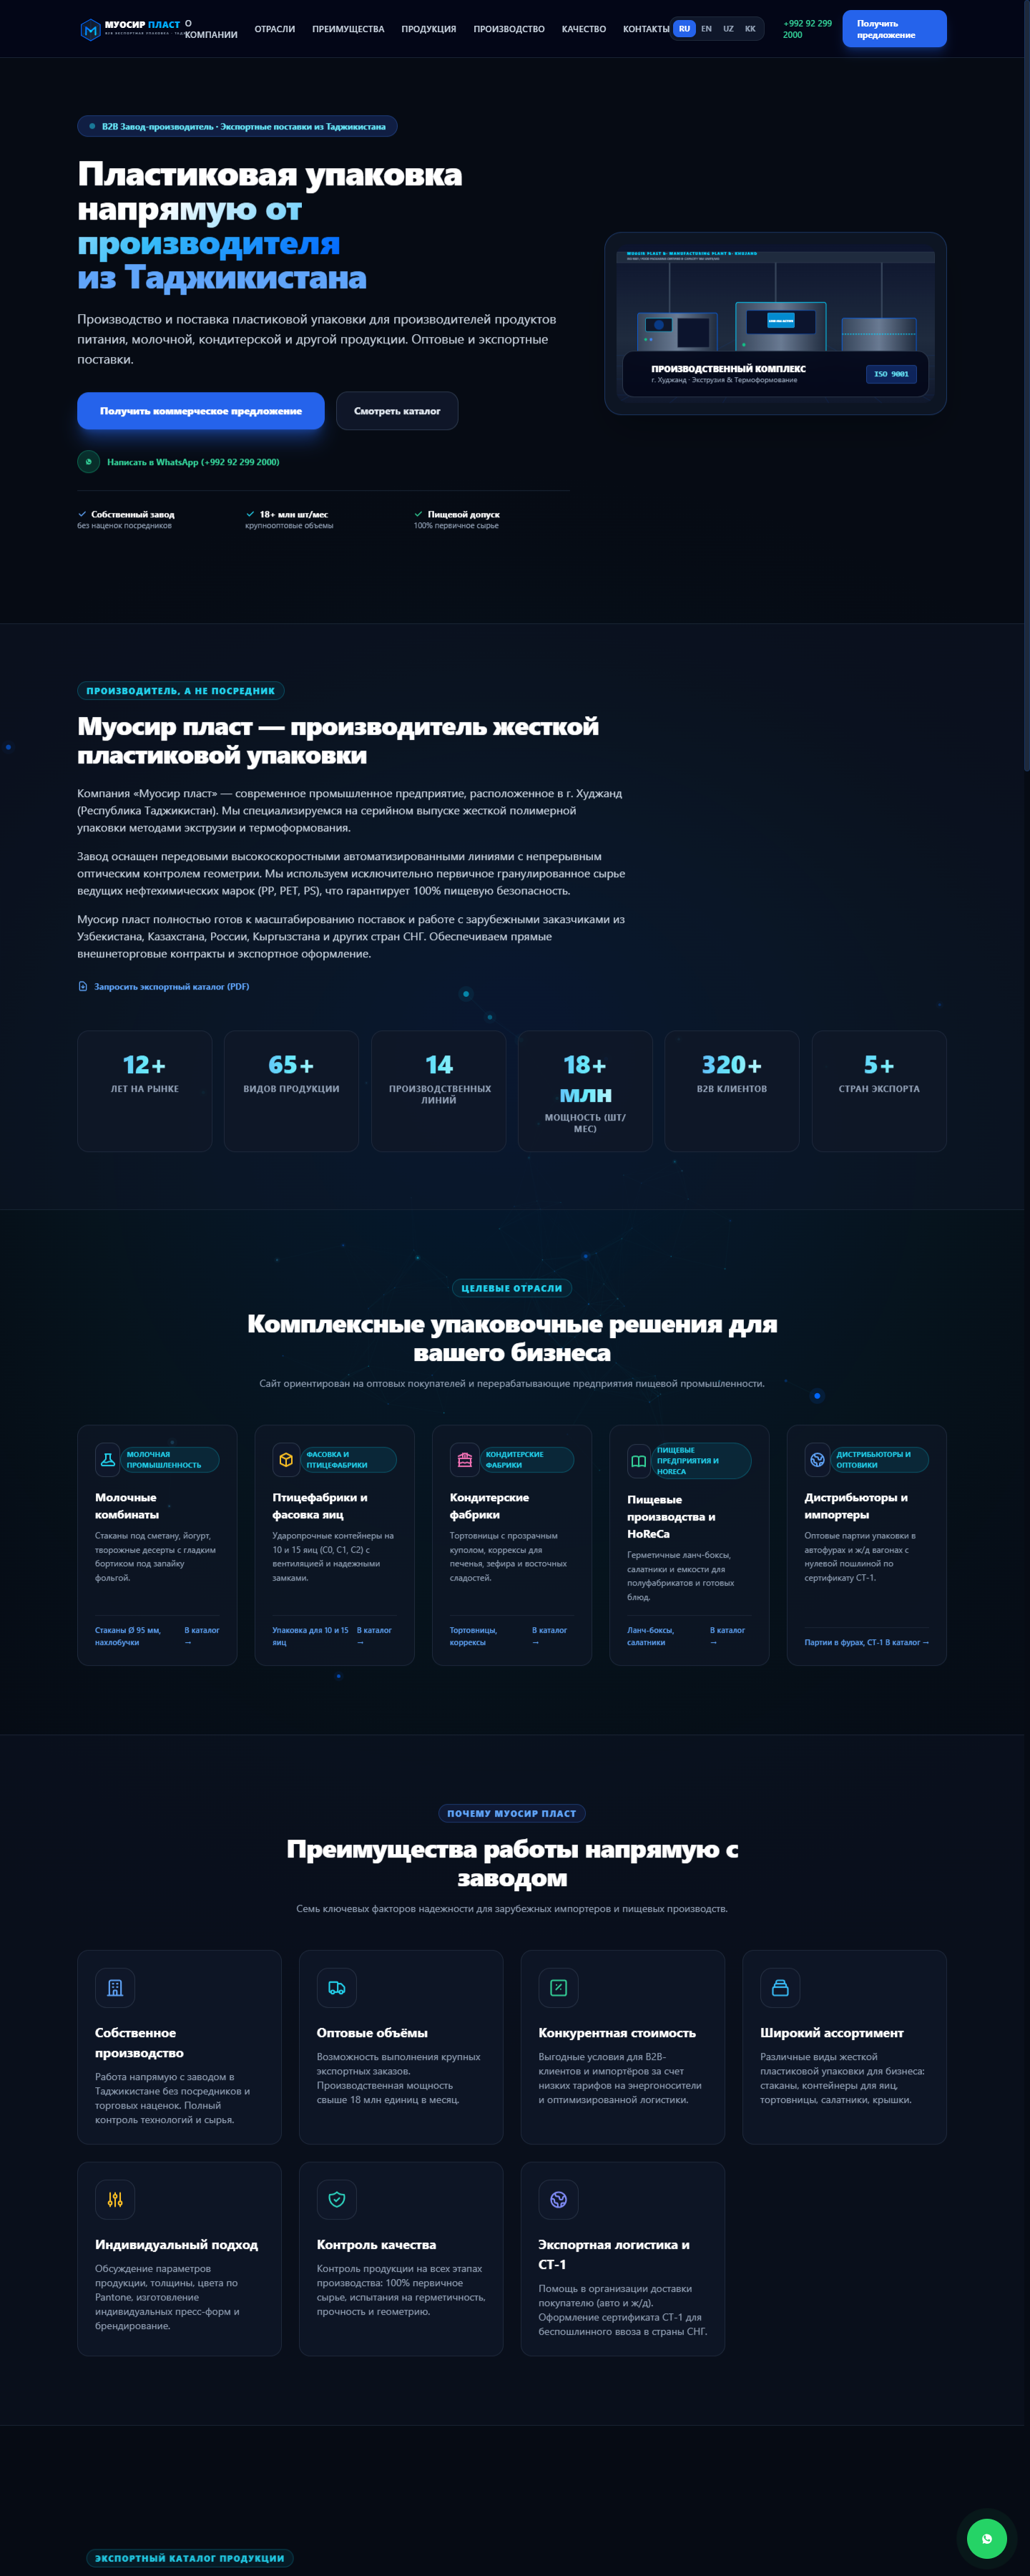 МУОСИР ПЛАСТ
О КОМПАНИИ
ОТРАСЛИ
ПРЕИМУЩЕСТВА
ПРОДУКЦИЯ
ПРОИЗВОДСТВО
КАЧЕСТВО
КОНТАКТЫ
RU EN UZ KK
+992 92 299
2000
Получить
предложение
B2B Завод-производитель · Экспортные поставки из Таджикистана
Пластиковая упаковка
напрямую от
производителя
из Таджикистана
Производство и поставка пластиковой упаковки для производителей продуктов
питания, молочной, кондитерской и другой продукции. Оптовые и экспортные
поставки.
Получить коммерческое предложение
Смотреть каталог
Написать в WhatsApp (+992 92 299 2000)
Собственный завод
без наценок посредников
18+ млн шт/мес
крупнооптовые объемы
Пищевой допуск
100% первичное сырье
ПРОИЗВОДСТВЕННЫЙ КОМПЛЕКС
г. Худжанд · Экструзия & Термоформование
ISO 9001
ПРОИЗВОДИТЕЛЬ, А НЕ ПОСРЕДНИК
Муосир пласт — производитель жесткой
пластиковой упаковки
Компания «Муосир пласт» — современное промышленное предприятие, расположенное в г. Худжанд
(Республика Таджикистан). Мы специализируемся на серийном выпуске жесткой полимерной
упаковки методами экструзии и термоформования.
Завод оснащен передовыми высокоскоростными автоматизированными линиями с непрерывным
оптическим контролем геометрии. Мы используем исключительно первичное гранулированное сырье
ведущих нефтехимических марок (PP, PET, PS), что гарантирует 100% пищевую безопасность.
Муосир пласт полностью готов к масштабированию поставок и работе с зарубежными заказчиками из
Узбекистана, Казахстана, России, Кыргызстана и других стран СНГ. Обеспечиваем прямые
внешнеторговые контракты и экспортное оформление.
Запросить экспортный каталог (PDF)
12+
ЛЕТ НА РЫНКЕ
65+
ВИДОВ ПРОДУКЦИИ
14
ПРОИЗВОДСТВЕННЫХ
ЛИНИЙ
18+
млн
МОЩНОСТЬ (ШТ/
МЕС)
320+
B2B КЛИЕНТОВ
5+
СТРАН ЭКСПОРТА
ЦЕЛЕВЫЕ ОТРАСЛИ
Комплексные упаковочные решения для
вашего бизнеса
Сайт ориентирован на оптовых покупателей и перерабатывающие предприятия пищевой промышленности.
МОЛОЧНАЯ
ПРОМЫШЛЕННОСТЬ
Молочные
комбинаты
Стаканы под сметану, йогурт,
творожные десерты с гладким
бортиком под запайку
фольгой.
Стаканы Ø 95 мм,
нахлобучки
В каталог
→
ФАСОВКА И
ПТИЦЕФАБРИКИ
Птицефабрики и
фасовка яиц
Ударопрочные контейнеры на
10 и 15 яиц (С0, С1, С2) с
вентиляцией и надежными
замками.
Упаковка для 10 и 15
яиц
В каталог
→
КОНДИТЕРСКИЕ
ФАБРИКИ
Кондитерские
фабрики
Тортовницы с прозрачным
куполом, коррексы для
печенья, зефира и восточных
сладостей.
Тортовницы,
коррексы
В каталог
→
ПИЩЕВЫЕ
ПРЕДПРИЯТИЯ И
HORECA
Пищевые
производства и
HoReCa
Герметичные ланч-боксы,
салатники и емкости для
полуфабрикатов и готовых
блюд.
Ланч-боксы,
салатники
В каталог
→
ДИСТРИБЬЮТОРЫ И
ОПТОВИКИ
Дистрибьюторы и
импортеры
Оптовые партии упаковки в
автофурах и ж/д вагонах с
нулевой пошлиной по
сертификату СТ-1.
Партии в фурах, СТ-1 В каталог →
ПОЧЕМУ МУОСИР ПЛАСТ
Преимущества работы напрямую с
заводом
Семь ключевых факторов надежности для зарубежных импортеров и пищевых производств.
Собственное
производство
Работа напрямую с заводом в
Таджикистане без посредников и
торговых наценок. Полный
контроль технологий и сырья.
Оптовые объёмы
Возможность выполнения крупных
экспортных заказов.
Производственная мощность
свыше 18 млн единиц в месяц.
Конкурентная стоимость
Выгодные условия для B2B-
клиентов и импортёров за счет
низких тарифов на энергоносители
и оптимизированной логистики.
Широкий ассортимент
Различные виды жесткой
пластиковой упаковки для бизнеса:
стаканы, контейнеры для яиц,
тортовницы, салатники, крышки.
Индивидуальный подход
Обсуждение параметров
продукции, толщины, цвета по
Pantone, изготовление
индивидуальных пресс-форм и
брендирование.
Контроль качества
Контроль продукции на всех этапах
производства: 100% первичное
сырье, испытания на герметичность,
прочность и геометрию.
Экспортная логистика и
СТ-1
Помощь в организации доставки
покупателю (авто и ж/д).
Оформление сертификата СТ-1 для
беспошлинного ввоза в страны СНГ.
ЭКСПОРТНЫЙ КАТАЛОГ ПРОДУКЦИИ